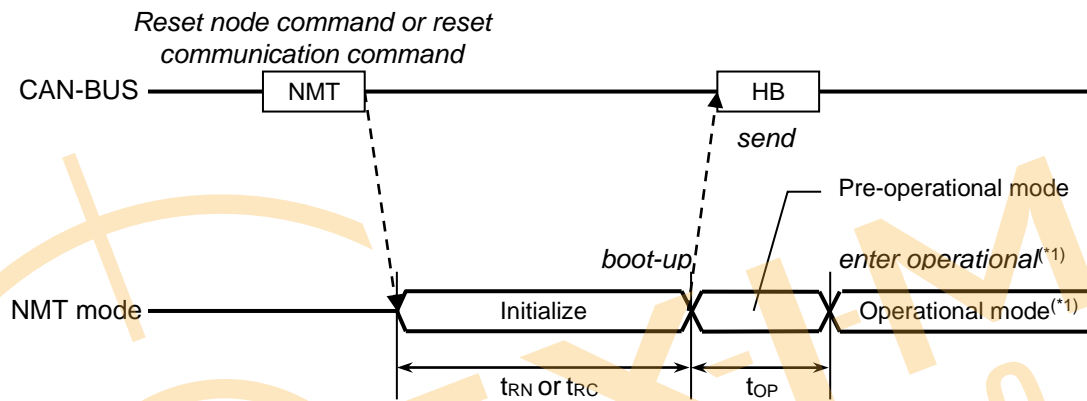 Reset node command or reset
communication command
CAN-BUS
NMT
HB
send
Pre-operational mode
boot-up
enter operational(*1)
NMT mode
Initialize
Operational mode(*1)
tRN or tRC
tOP